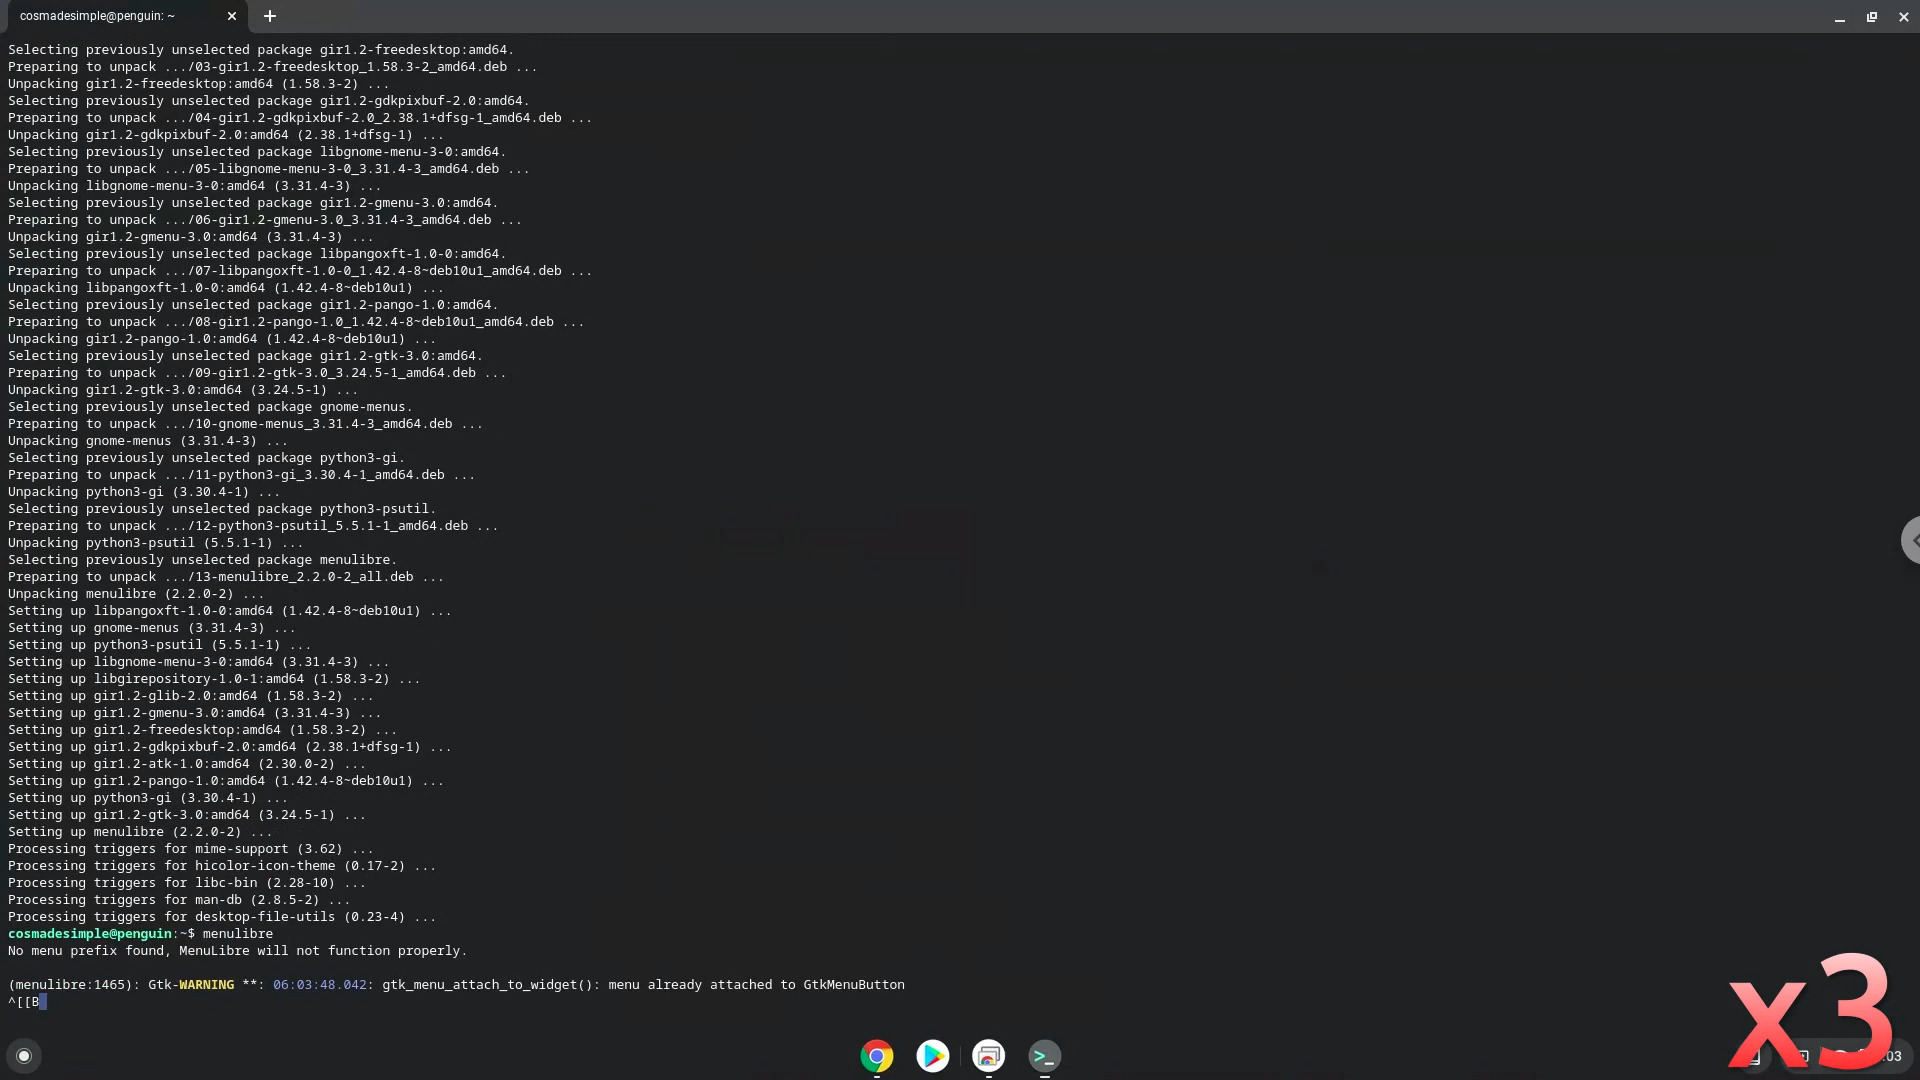 cosmadesimple@penguin: ~
Selecting previously unselected package gir1.2-freedesktop:amd64.
Preparing to unpack .../03-gir1.2-freedesktop_1.58.3-2_amd64.deb ...
Unpacking gir1.2-freedesktop:amd64 (1.58.3-2) ...
Selecting previously unselected package gir1.2-gdkpixbuf-2.0:amd64.
Preparing to unpack .../04-gir1.2-gdkpixbuf-2.0_2.38.1+dfsg-1_amd64.deb ...
Unpacking gir1.2-gdkpixbuf-2.0:amd64 (2.38.1+dfsg-1) ...
Selecting previously unselected package libgnome-menu-3-0:amd64.
Preparing to unpack .../05-libgnome-menu-3-0_3.31.4-3_amd64.deb ...
Unpacking libgnome-menu-3-0:amd64 (3.31.4-3) ...
Selecting previously unselected package gir1.2-gmenu-3.0:amd64.
Preparing to unpack .../06-gir1.2-gmenu-3.0_3.31.4-3_amd64.deb ...
Unpacking gir1.2-gmenu-3.0:amd64 (3.31.4-3) ...
Selecting previously unselected package libpangoxft-1.0-0:amd64.
Preparing to unpack .../07-libpangoxft-1.0-0_1.42.4-8~deb10u1_amd64.deb ...
Unpacking libpangoxft-1.0-0:amd64 (1.42.4-8~deb10u1) ...
Selecting previously unselected package gir1.2-pango-1.0:amd64.
Preparing to unpack .../08-gir1.2-pango-1.0_1.42.4-8~deb10u1_amd64.deb ...
Unpacking gir1.2-pango-1.0:amd64 (1.42.4-8~deb10u1) ...
Selecting previously unselected package gir1.2-gtk-3.0:amd64.
Preparing to unpack .../09-gir1.2-gtk-3.0_3.24.5-1_amd64.deb ...
Unpacking gir1.2-gtk-3.0:amd64 (3.24.5-1) ...
Selecting previously unselected package gnome-menus.
Preparing to unpack .../10-gnome-menus_3.31.4-3_amd64.deb ...
Unpacking gnome-menus (3.31.4-3) ...
Selecting previously unselected package python3-gi.
Preparing to unpack .../11-python3-gi_3.30.4-1_amd64.deb ...
Unpacking python3-gi (3.30.4-1) ...
Selecting previously unselected package python3-psutil.
Preparing to unpack .../12-python3-psutil_5.5.1-1_amd64.deb ...
Unpacking python3-psutil (5.5.1-1) ...
Selecting previously unselected package menulibre.
Preparing to unpack .../13-menulibre_2.2.0-2_all.deb ...
Unpacking menulibre (2.2.0-2) ...
Setting up libpangoxft-1.0-0:amd64 (1.42.4-8~deb10u1) ...
Setting up gnome-menus (3.31.4-3) ...
Setting up python3-psutil (5.5.1-1) ...
Setting up libgnome-menu-3-0:amd64 (3.31.4-3) ...
Setting up libgirepository-1.0-1:amd64 (1.58.3-2) ...
Setting up gir1.2-glib-2.0:amd64 (1.58.3-2) ...
Setting up gir1.2-gmenu-3.0:amd64 (3.31.4-3) ...
Setting up gir1.2-freedesktop:amd64 (1.58.3-2) ...
Setting up gir1.2-gdkpixbuf-2.0:amd64 (2.38.1+dfsg-1) ...
Setting up gir1.2-atk-1.0:amd64 (2.30.0-2) ...
Setting up gir1.2-pango-1.0:amd64 (1.42.4-8~deb10u1) ...
Setting up python3-gi (3.30.4-1) ...
Setting up gir1.2-gtk-3.0:amd64 (3.24.5-1) ...
Setting up menulibre (2.2.0-2) ...
Processing triggers for mime-support (3.62) ...
Processing triggers for hicolor-icon-theme (0.17-2) ...
Processing triggers for libc-bin (2.28-10) ...
Processing triggers for man-db (2.8.5-2) ...
Processing triggers for desktop-file-utils (0.23-4) ...
cosmadesimple@penguin:~$ menulibre
No menu prefix found, MenuLibre will not function properly.
(menulibre:1465): Gtk-WARNING **: 06:03:48.042: gtk_menu_attach_to_widget(): menu already attached to GtkMenuButton
^[[B
x3